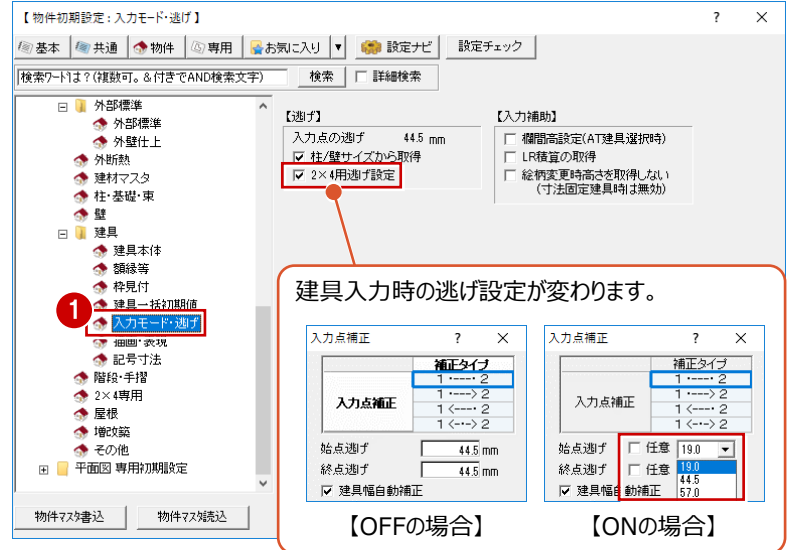 【 物件初期設定 : 入力モード・逃げ 】 ? ×
基本 共通 物件 専用 お気に入り ▼ 設定ナビ 設定チェック
検索ワードは?(複数可。&付きでAND検索文字) 検索 詳細検索
外部標準
外部標準
外壁仕上
外断熱
建材マスタ
柱・基礎・束
壁
建具
建具本体
額縁等
枠見付
建具一括初期値
1
入力モード・逃げ
描画・表現
記号寸法
階段・手摺
2×4専用
屋根
増改築
その他
平面図 専用初期設定
物件マスタ書込 物件マスタ読込
【逃げ】
入力点の逃げ 44.5 mm
柱/壁サイズから取得
2×4用逃げ設定
【入力補助】
欄間高設定(AT建具選択時)
LR積算の取得
絵柄変更時高さを取得しない
(寸法固定建具時は無効)
建具入力時の逃げ設定が変わります。
入力点補正 ? ×
補正タイプ
入力点補正
1 ・---・ 2
1 ・---> 2
1 <---・ 2
1 <-・-> 2
始点逃げ 44.5 mm
終点逃げ 44.5 mm
建具幅自動補正
【OFFの場合】
入力点補正 ? ×
補正タイプ
入力点補正
1 ・---・ 2
1 ・---> 2
1 <---・ 2
1 <-・-> 2
始点逃げ 任意 19.0
終点逃げ 任意 19.0
44.5
建具幅自動補正 57.0
【ONの場合】